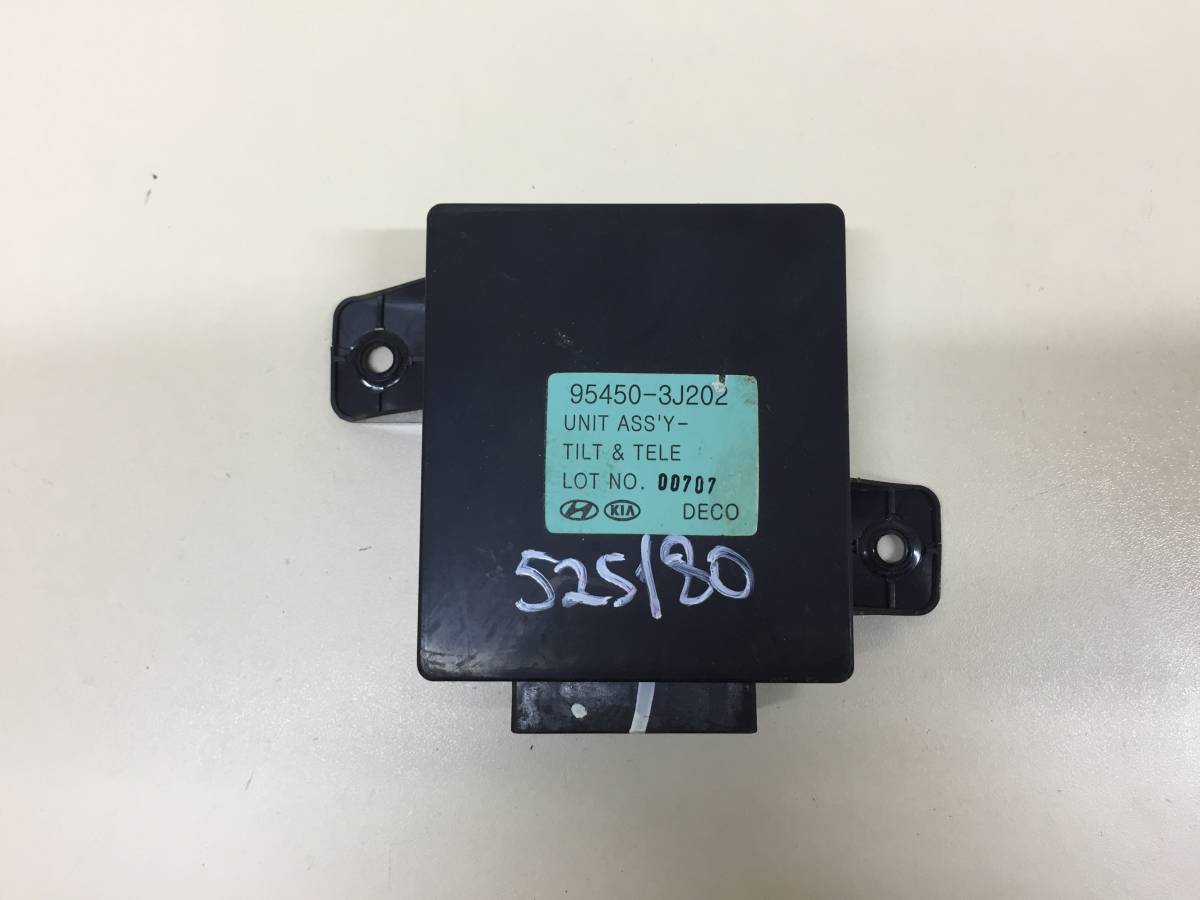 95450-3J202
UNIT ASS'Y-
TILT & TELE
LOT NO. 00707
KIA DECO
525/80